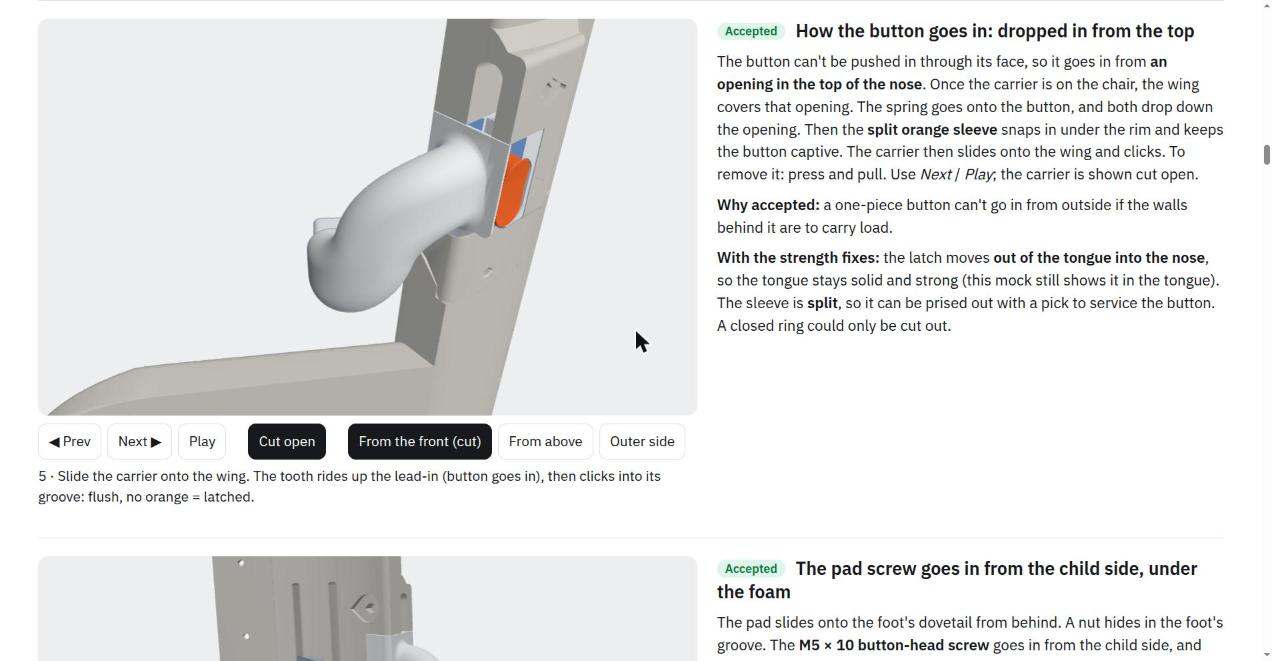 Accepted How the button goes in: dropped in from the top
The button can't be pushed in through its face, so it goes in from an
opening in the top of the nose. Once the carrier is on the chair, the wing
covers that opening. The spring goes onto the button, and both drop down
the opening. Then the split orange sleeve snaps in under the rim and keeps
the button captive. The carrier then slides onto the wing and clicks. To
remove it: press and pull. Use Next / Play; the carrier is shown cut open.
Why accepted: a one-piece button can't go in from outside if the walls
behind it are to carry load.
With the strength fixes: the latch moves out of the tongue into the nose,
so the tongue stays solid and strong (this mock still shows it in the tongue).
The sleeve is split, so it can be prised out with a pick to service the button.
A closed ring could only be cut out.
◀ Prev Next ▶ Play Cut open From the front (cut) From above Outer side
5 · Slide the carrier onto the wing. The tooth rides up the lead-in (button goes in), then clicks into its
groove: flush, no orange = latched.
Accepted The pad screw goes in from the child side, under
the foam
The pad slides onto the foot's dovetail from behind. A nut hides in the foot's
groove. The M5 × 10 button-head screw goes in from the child side, and